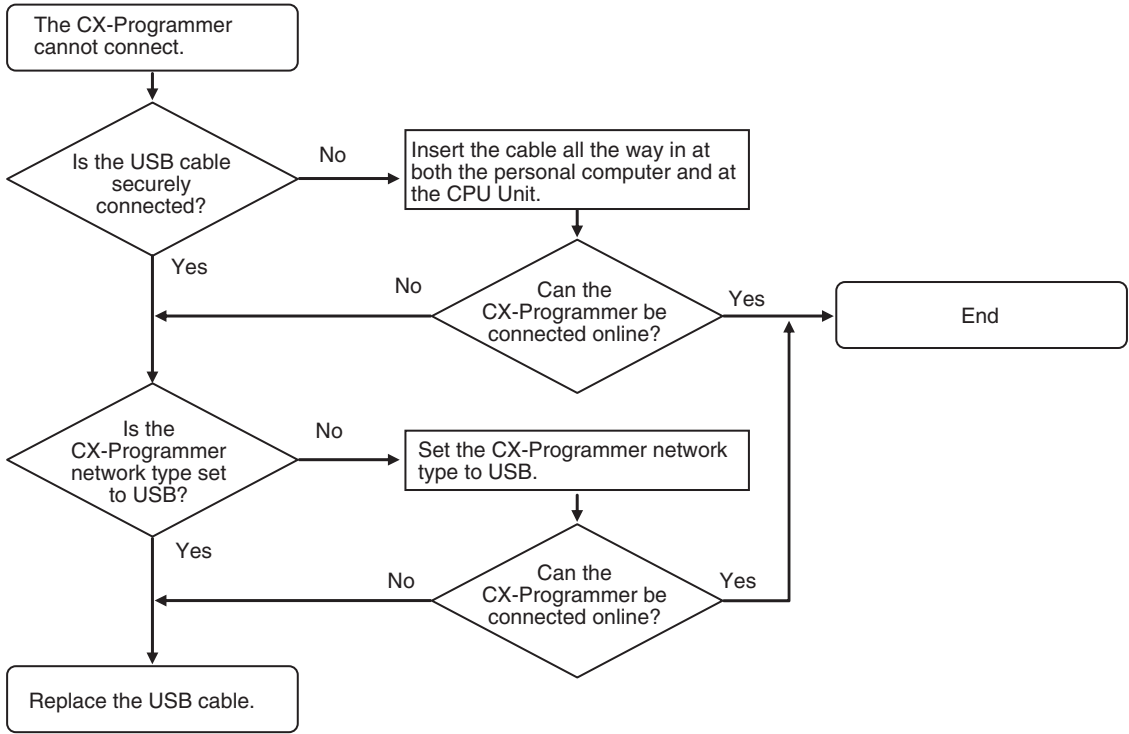 The CX-Programmer
cannot connect.
Is the USB cable
securely
connected?
No
Insert the cable all the way in at
both the personal computer and at
the CPU Unit.
Yes
No
Can the
CX-Programmer be
connected online?
Yes
End
Is the
CX-Programmer
network type set
to USB?
No
Set the CX-Programmer network
type to USB.
Yes
No
Can the
CX-Programmer be
connected online?
Yes
Replace the USB cable.